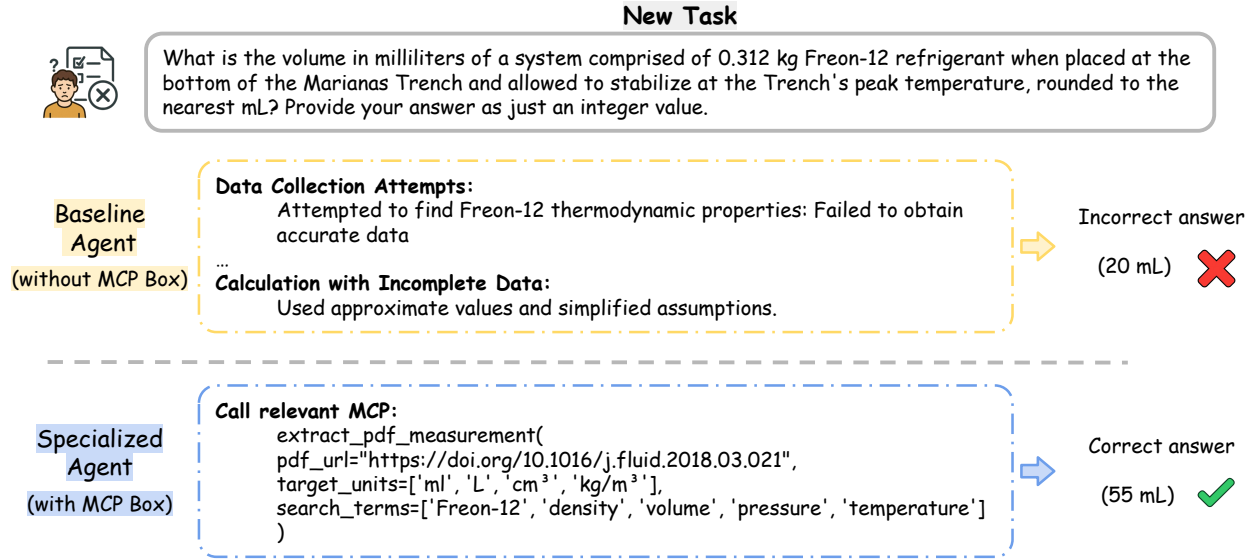 New Task
What is the volume in milliliters of a system comprised of 0.312 kg Freon-12 refrigerant when placed at the
bottom of the Marianas Trench and allowed to stabilize at the Trench's peak temperature, rounded to the
nearest mL? Provide your answer as just an integer value.
?
Baseline
Agent
(without MCP Box)
Data Collection Attempts:
Attempted to find Freon-12 thermodynamic properties: Failed to obtain
accurate data
...
Calculation with Incomplete Data:
Used approximate values and simplified assumptions.
Incorrect answer
(20 mL)
Specialized
Agent
(with MCP Box)
Call relevant MCP:
extract_pdf_measurement(
pdf_url="https://doi.org/10.1016/j.fluid.2018.03.021",
target_units=['ml', 'L', 'cm³', 'kg/m³'],
search_terms=['Freon-12', 'density', 'volume', 'pressure', 'temperature']
)
Correct answer
(55 mL)